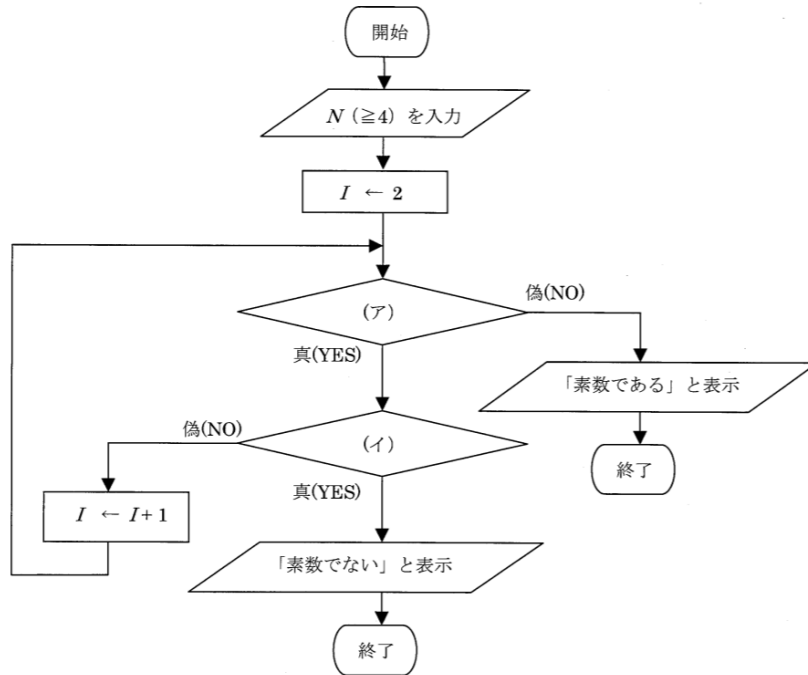 開始
N（≧4）を入力
I ← 2
(ア)
偽(NO)
真(YES)
「素数である」と表示
終了
(イ)
偽(NO)
真(YES)
I ← I+1
「素数でない」と表示
終了